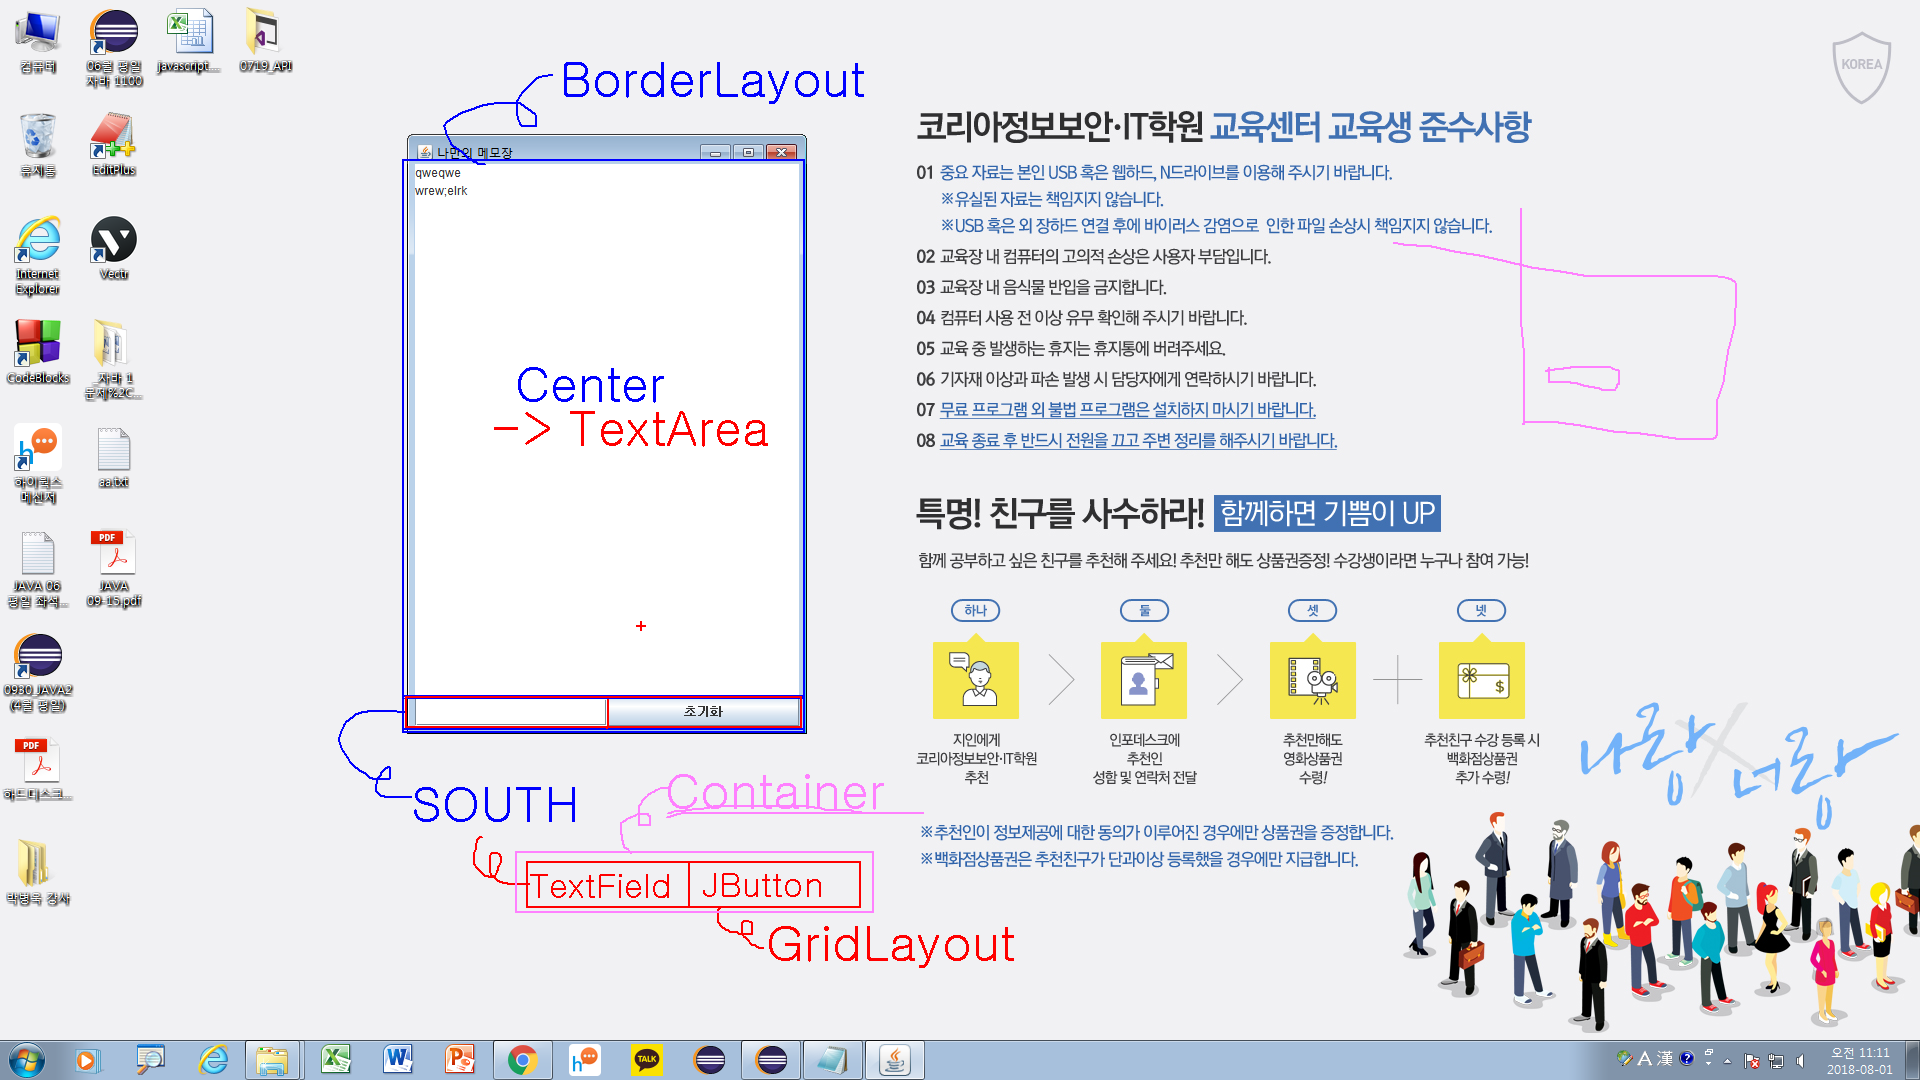 컴퓨터
06월 평일
자바 1100
javascript....
0719_API
휴지통
EditPlus
Internet
Explorer
Vectr
CodeBlocks
_자바 1
문제%2C...
하이웍스
메신저
aa.txt
JAVA 06
평일 좌석...
JAVA
09-15.pdf
0930_JAVA2
(4월 평일)
하드디스크...
박병욱 강사
BorderLayout
나만의 메모장
qweqwe
wrew;elrk
Center
-> TextArea
초기화
SOUTH
Container
TextField
JButton
GridLayout
KOREA
코리아정보보안·IT학원 교육센터 교육생 준수사항
01 중요 자료는 본인 USB 혹은 웹하드, N드라이브를 이용해 주시기 바랍니다.
※유실된 자료는 책임지지 않습니다.
※USB 혹은 외 장하드 연결 후에 바이러스 감염으로 인한 파일 손상시 책임지지 않습니다.
02 교육장 내 컴퓨터의 고의적 손상은 사용자 부담입니다.
03 교육장 내 음식물 반입을 금지합니다.
04 컴퓨터 사용 전 이상 유무 확인해 주시기 바랍니다.
05 교육 중 발생하는 휴지는 휴지통에 버려주세요.
06 기자재 이상과 파손 발생 시 담당자에게 연락하시기 바랍니다.
07 무료 프로그램 외 불법 프로그램은 설치하지 마시기 바랍니다.
08 교육 종료 후 반드시 전원을 끄고 주변 정리를 해주시기 바랍니다.
특명! 친구를 사수하라! 함께하면 기쁨이 UP
함께 공부하고 싶은 친구를 추천해 주세요! 추천만 해도 상품권증정! 수강생이라면 누구나 참여 가능!
하나
지인에게
코리아정보보안·IT학원
추천
둘
인포데스크에
추천인
성함 및 연락처 전달
셋
추천만해도
영화상품권
수령!
넷
추천친구 수강 등록 시
백화점상품권
추가 수령!
※추천인이 정보제공에 대한 동의가 이루어진 경우에만 상품권을 증정합니다.
※백화점상품권은 추천친구가 단과이상 등록했을 경우에만 지급합니다.
나랑 X 너랑
PDF
PDF
TALK
A 漢
오전 11:11
2018-08-01